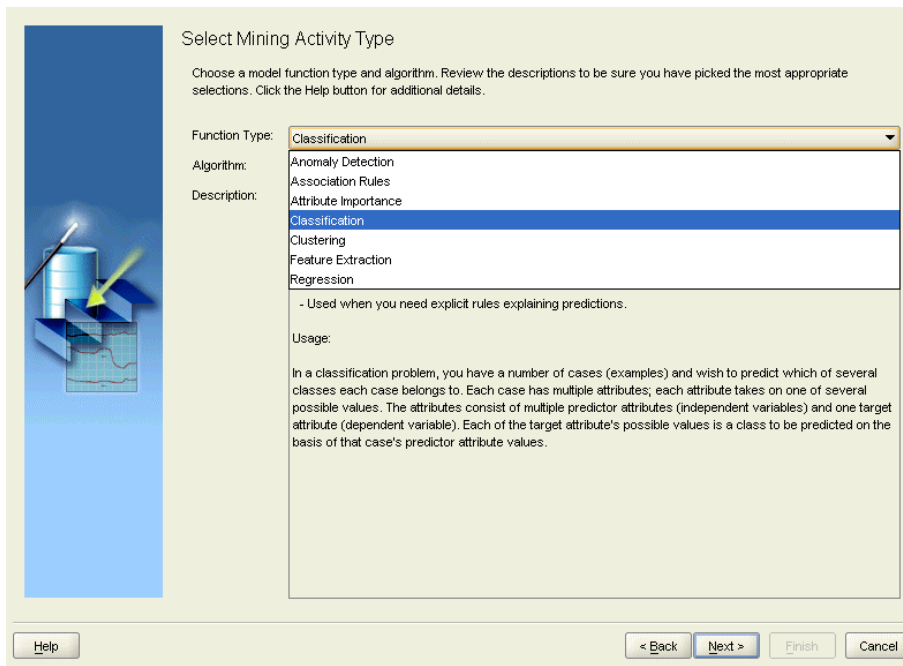 Select Mining Activity Type
Choose a model function type and algorithm. Review the descriptions to be sure you have picked the most appropriate
selections. Click the Help button for additional details.
Function Type:
Classification
Algorithm:
Description:
Anomaly Detection
Association Rules
Attribute Importance
Classification
Clustering
Feature Extraction
Regression
- Used when you need explicit rules explaining predictions.
Usage:
In a classification problem, you have a number of cases (examples) and wish to predict which of several
classes each case belongs to. Each case has multiple attributes; each attribute takes on one of several
possible values. The attributes consist of multiple predictor attributes (independent variables) and one target
attribute (dependent variable). Each of the target attribute's possible values is a class to be predicted on the
basis of that case's predictor attribute values.
Help
< Back
Next >
Finish
Cancel